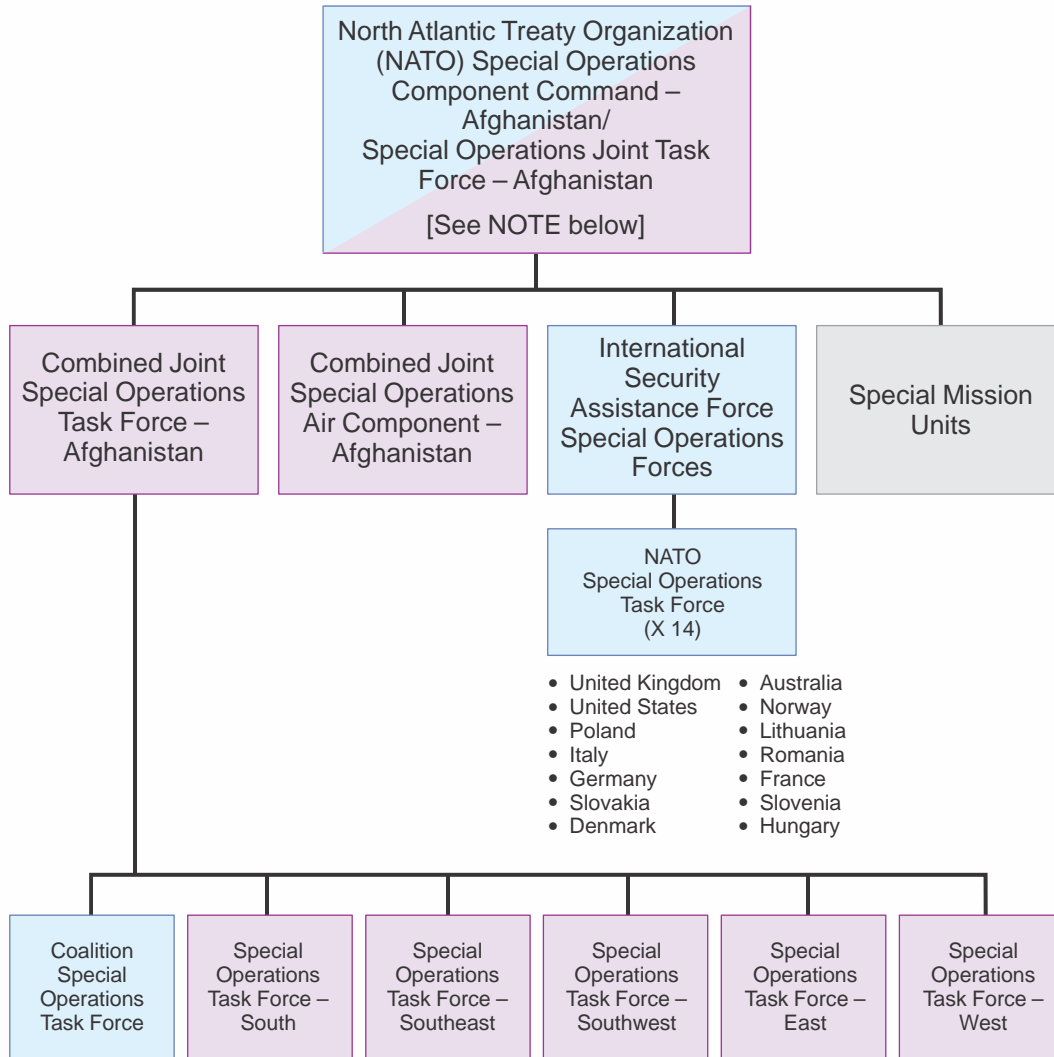 North Atlantic Treaty Organization
(NATO) Special Operations
Component Command –
Afghanistan/
Special Operations Joint Task
Force – Afghanistan
[See NOTE below]
Combined Joint
Special Operations
Task Force –
Afghanistan
Combined Joint
Special Operations
Air Component –
Afghanistan
International
Security
Assistance Force
Special Operations
Forces
Special Mission
Units
NATO
Special Operations
Task Force
(X 14)
• United Kingdom
• United States
• Poland
• Italy
• Germany
• Slovakia
• Denmark
• Australia
• Norway
• Lithuania
• Romania
• France
• Slovenia
• Hungary
Coalition
Special
Operations
Task Force
Special
Operations
Task Force –
South
Special
Operations
Task Force –
Southeast
Special
Operations
Task Force –
Southwest
Special
Operations
Task Force –
East
Special
Operations
Task Force –
West